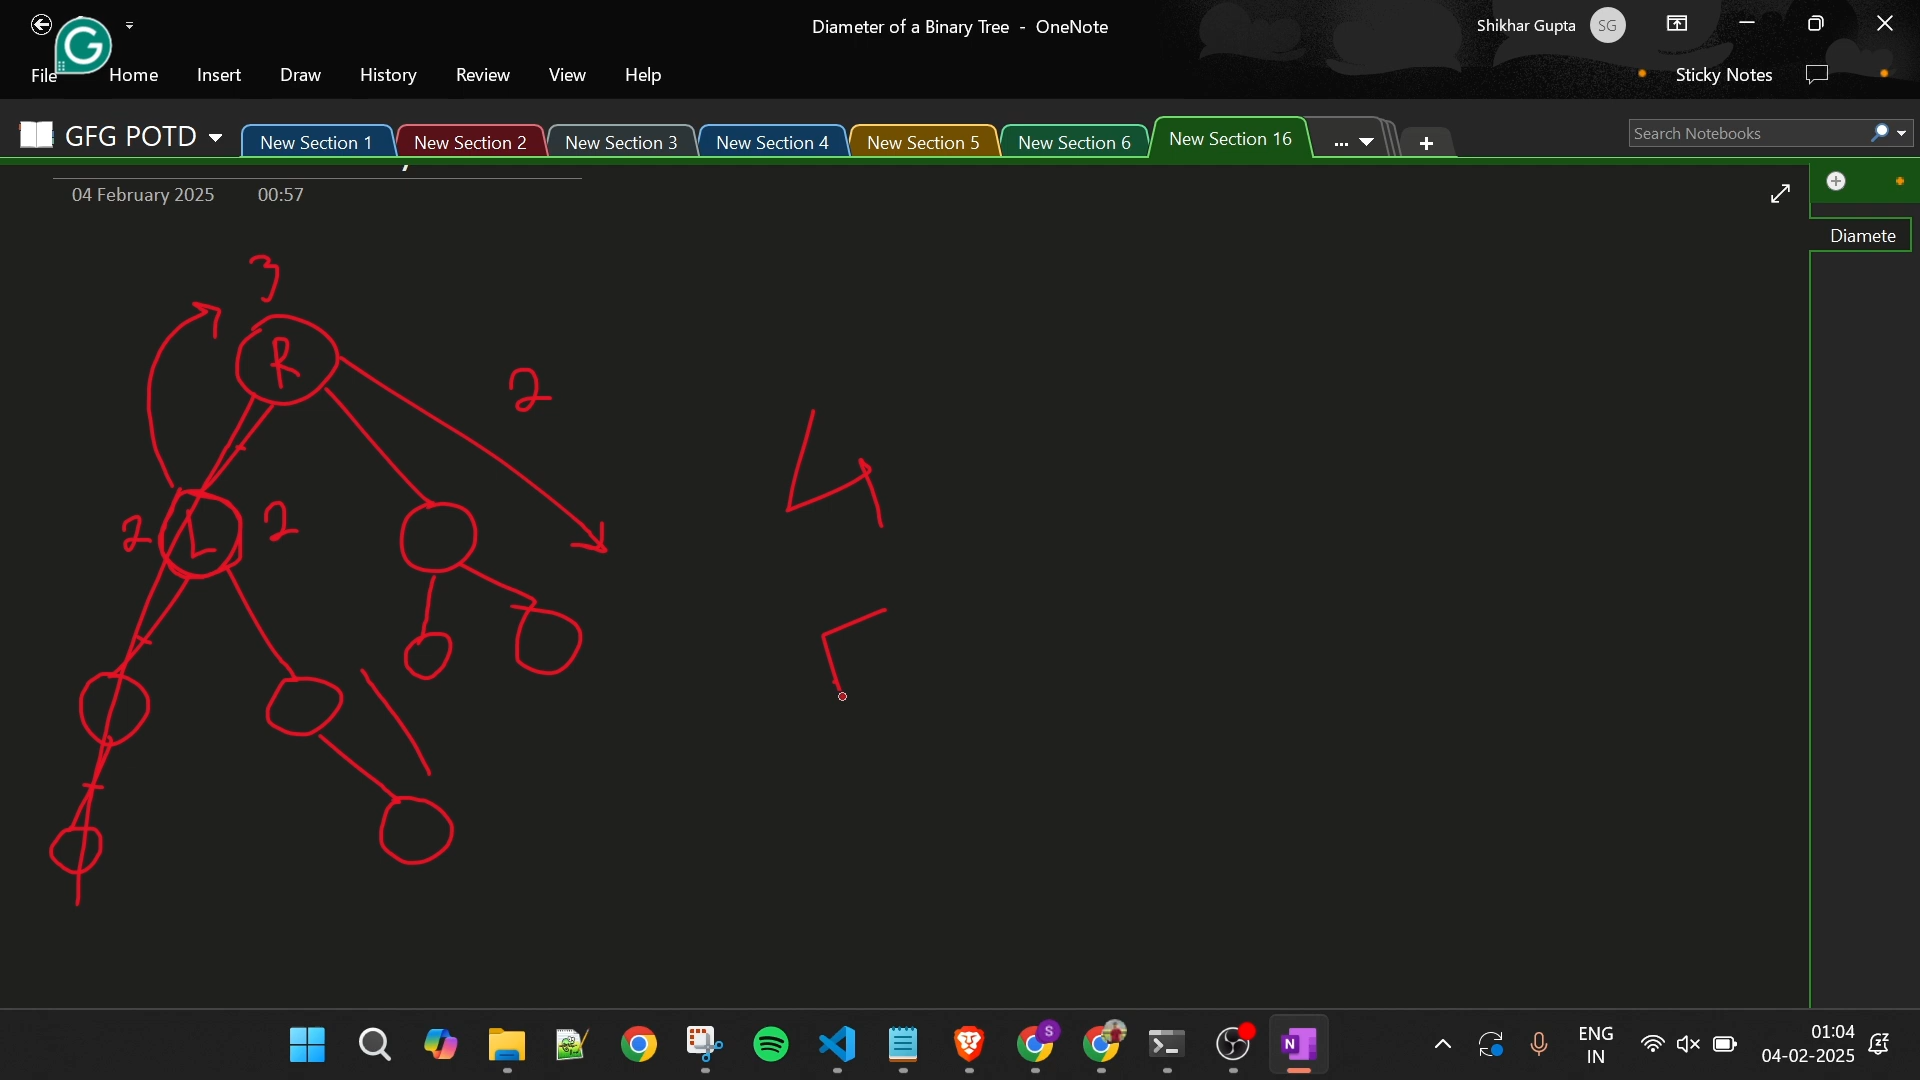 Diameter of a Binary Tree - OneNote
Shikhar Gupta SG
File Home Insert Draw History Review View Help
Sticky Notes
GFG POTD
New Section 1 New Section 2 New Section 3 New Section 4 New Section 5 New Section 6 New Section 16 ...
Search Notebooks
04 February 2025 00:57
Diamete
3
R
2
4
2 L 2
ENG
IN
01:04
04-02-2025